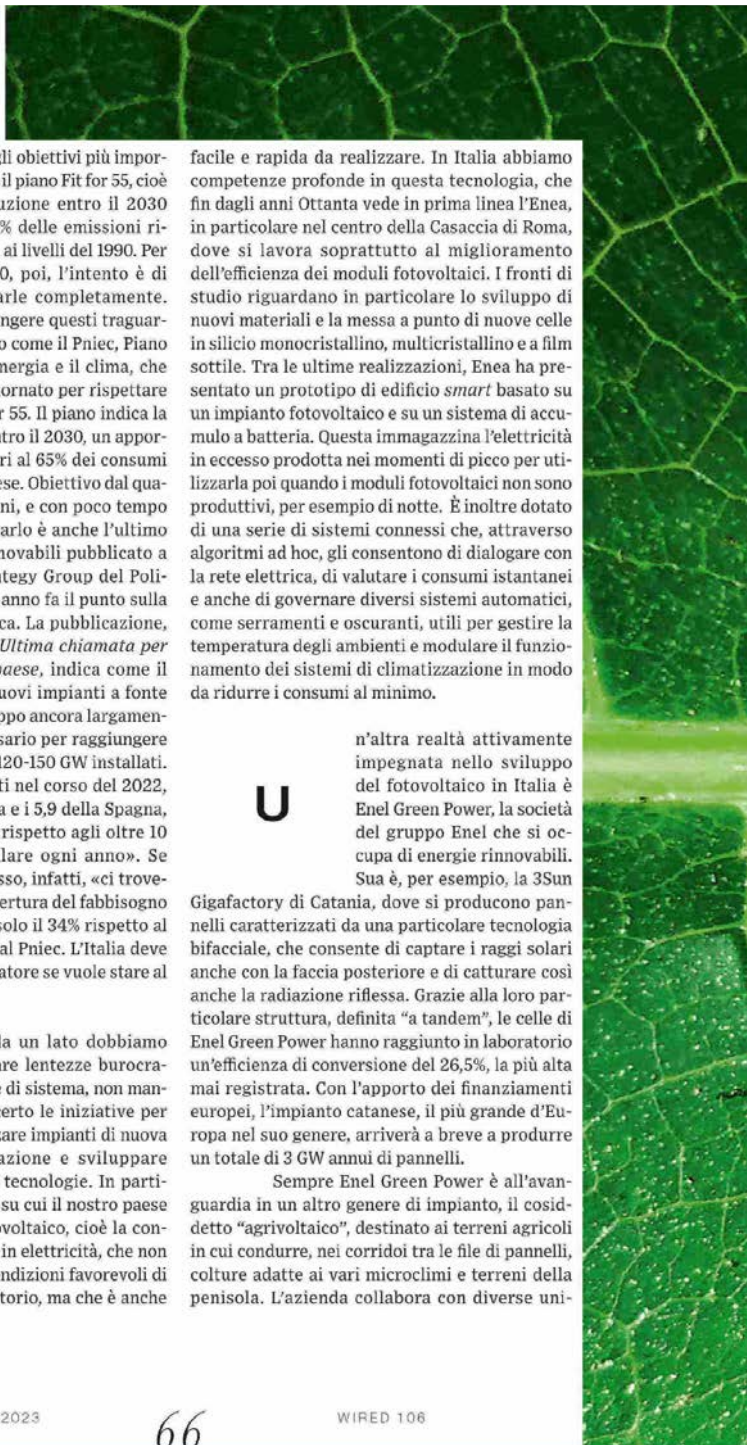 gli obiettivi più impor-
il piano Fit for 55, cioè
uzione entro il 2030
% delle emissioni ri-
ai livelli del 1990. Per
0, poi, l'intento è di
arle completamente.
ngere questi traguar-
o come il Pniec, Piano
nergia e il clima, che
iornato per rispettare
r 55. Il piano indica la
tro il 2030, un appor-
ri al 65% dei consumi
ese. Obiettivo dal qua-
ni, e con poco tempo
arlo è anche l'ultimo
novabili pubblicato a
ategy Group del Poli-
anno fa il punto sulla
ca. La pubblicazione,
Ultima chiamata per
paese, indica come il
uovi impianti a fonte
ppo ancora largamen-
sario per raggiungere
120-150 GW installati.
ti nel corso del 2022,
a e i 5,9 della Spagna,
rispetto agli oltre 10
lare ogni anno». Se
sso, infatti, «ci trove-
ertura del fabbisogno
solo il 34% rispetto al
al Pniec. L'Italia deve
atore se vuole stare al
la un lato dobbiamo
are lentezze burocra-
e di sistema, non man-
certo le iniziative per
zare impianti di nuova
azione e sviluppare
tecnologie. In parti-
su cui il nostro paese
ovoltaico, cioè la con-
in elettricità, che non
ndizioni favorevoli di
itorio, ma che è anche
facile e rapida da realizzare. In Italia abbiamo
competenze profonde in questa tecnologia, che
fin dagli anni Ottanta vede in prima linea l'Enea,
in particolare nel centro della Casaccia di Roma,
dove si lavora soprattutto al miglioramento
dell'efficienza dei moduli fotovoltaici. I fronti di
studio riguardano in particolare lo sviluppo di
nuovi materiali e la messa a punto di nuove celle
in silicio monocristallino, multicristallino e a film
sottile. Tra le ultime realizzazioni, Enea ha pre-
sentato un prototipo di edificio smart basato su
un impianto fotovoltaico e su un sistema di accu-
mulo a batteria. Questa immagazzina l'elettricità
in eccesso prodotta nei momenti di picco per uti-
lizzarla poi quando i moduli fotovoltaici non sono
produttivi, per esempio di notte. È inoltre dotato
di una serie di sistemi connessi che, attraverso
algoritmi ad hoc, gli consentono di dialogare con
la rete elettrica, di valutare i consumi istantanei
e anche di governare diversi sistemi automatici,
come serramenti e oscuranti, utili per gestire la
temperatura degli ambienti e modulare il funzio-
namento dei sistemi di climatizzazione in modo
da ridurre i consumi al minimo.
U
n'altra realtà attivamente
impegnata nello sviluppo
del fotovoltaico in Italia è
Enel Green Power, la società
del gruppo Enel che si oc-
cupa di energie rinnovabili.
Sua è, per esempio, la 3Sun
Gigafactory di Catania, dove si producono pan-
nelli caratterizzati da una particolare tecnologia
bifacciale, che consente di captare i raggi solari
anche con la faccia posteriore e di catturare così
anche la radiazione riflessa. Grazie alla loro par-
ticolare struttura, definita "a tandem", le celle di
Enel Green Power hanno raggiunto in laboratorio
un'efficienza di conversione del 26,5%, la più alta
mai registrata. Con l'apporto dei finanziamenti
europei, l'impianto catanese, il più grande d'Eu-
ropa nel suo genere, arriverà a breve a produrre
un totale di 3 GW annui di pannelli.
Sempre Enel Green Power è all'avan-
guardia in un altro genere di impianto, il cosid-
detto "agrivoltaico", destinato ai terreni agricoli
in cui condurre, nei corridoi tra le file di pannelli,
colture adatte ai vari microclimi e terreni della
penisola. L'azienda collabora con diverse uni-
2023
66
WIRED 106